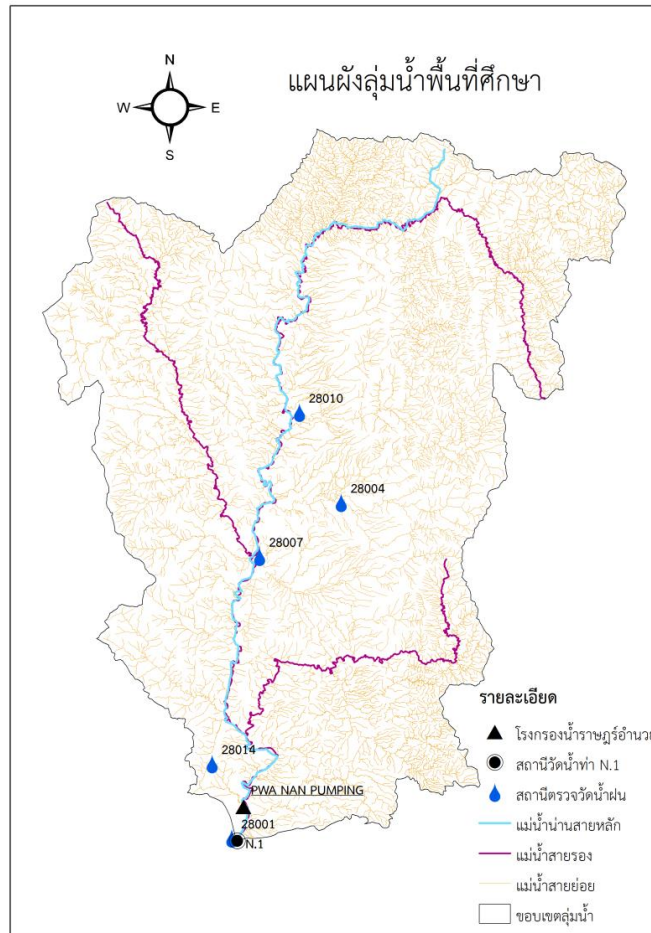 แผนผังลุ่มน้ำพื้นที่ศึกษา
N
W
E
S
28010
28004
28007
28014
PWA NAN PUMPING
28001
N.1
รายละเอียด
โรงกรองน้ำราษฎร์อำนวย
สถานีวัดน้ำท่า N.1
สถานีตรวจวัดน้ำฝน
แม่น้ำน่านสายหลัก
แม่น้ำสายรอง
แม่น้ำสายย่อย
ขอบเขตลุ่มน้ำ